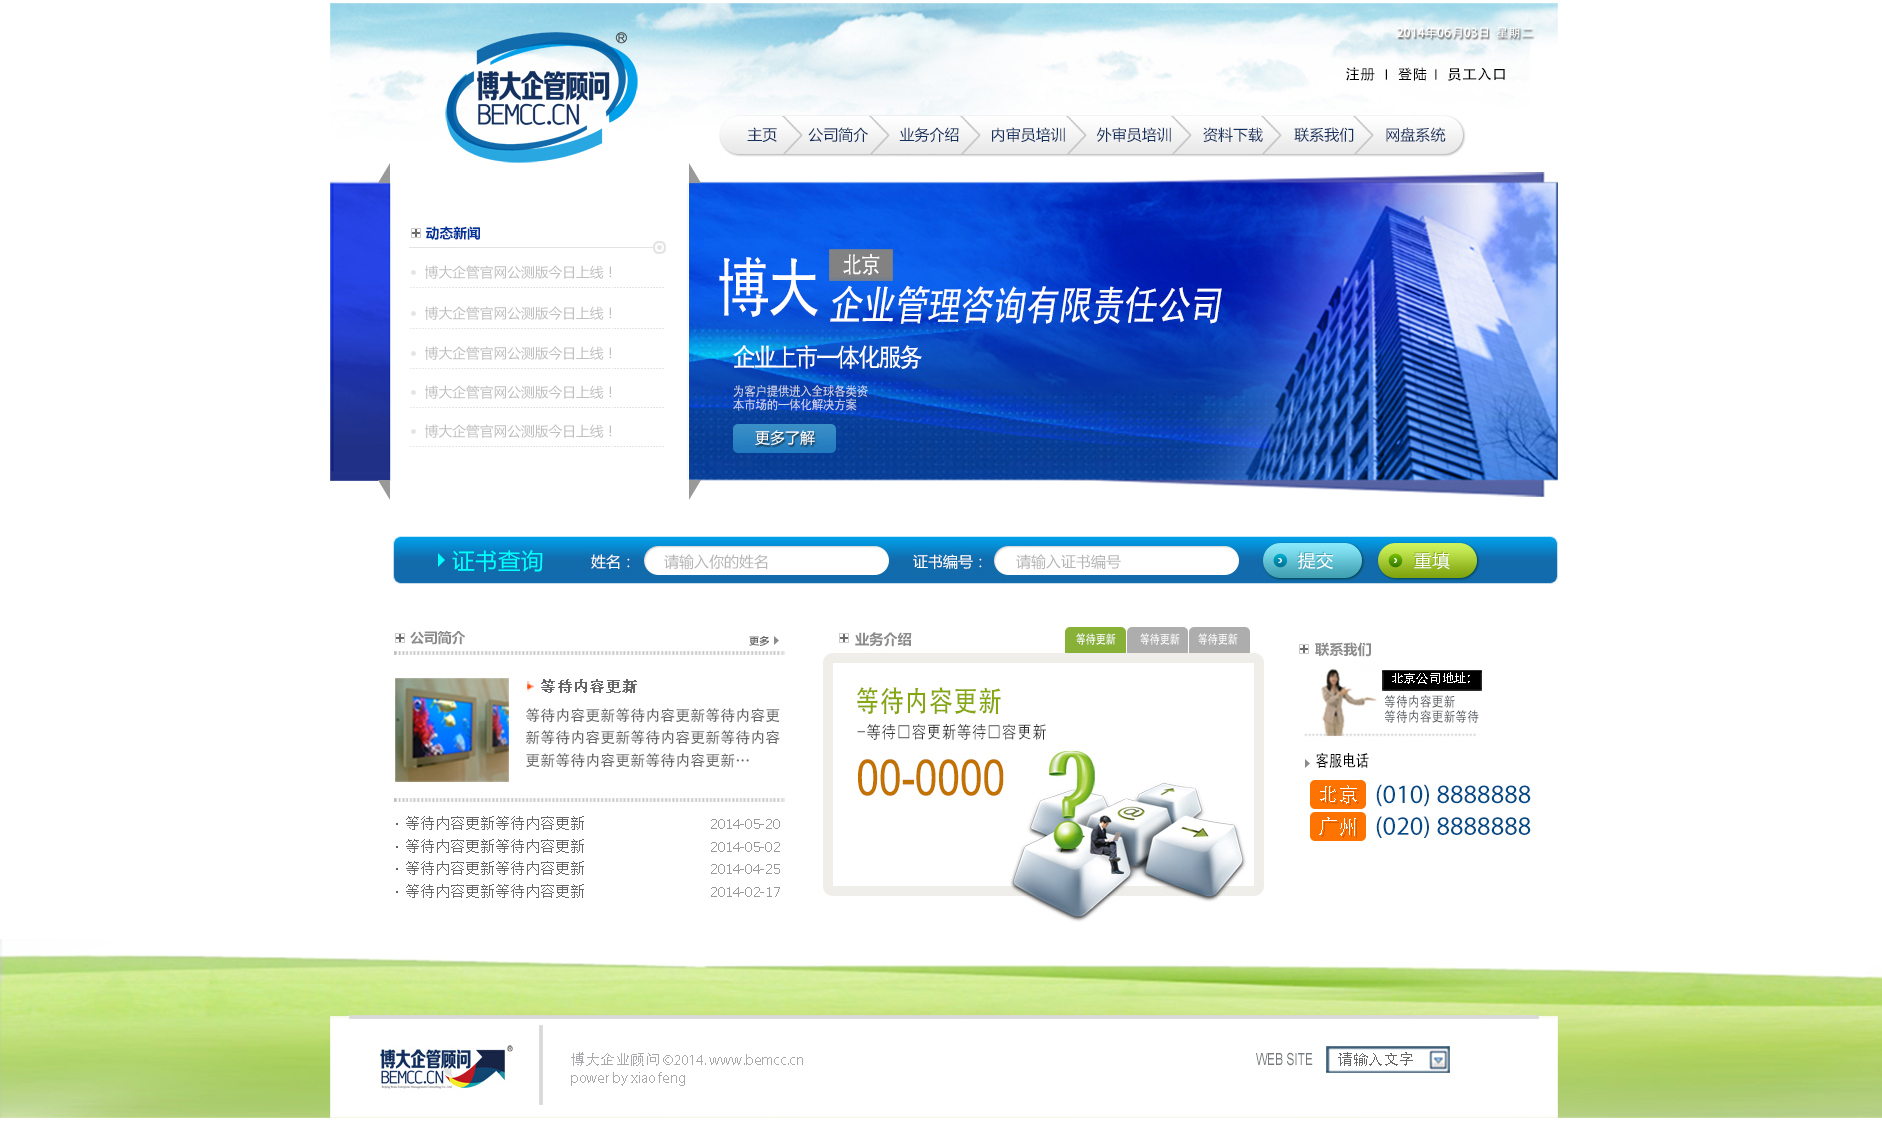 2014年06月03日 星期二
注册 | 登陆 | 员工入口
博大企管顾问®
BEMCC.CN
主页 公司简介 业务介绍 内审员培训 外审员培训 资料下载 联系我们 网盘系统
动态新闻
博大企管官网公测版今日上线！
博大企管官网公测版今日上线！
博大企管官网公测版今日上线！
博大企管官网公测版今日上线！
博大企管官网公测版今日上线！
博大 北京
企业管理咨询有限责任公司
企业上市一体化服务
为客户提供进入全球各类资
本市场的一体化解决方案
更多了解
证书查询 姓名： 请输入你的姓名 证书编号： 请输入证书编号 提交 重填
公司简介 更多
等待内容更新
等待内容更新等待内容更新等待内容更
新等待内容更新等待内容更新等待内容
更新等待内容更新等待内容更新…
· 等待内容更新等待内容更新 2014-05-20
· 等待内容更新等待内容更新 2014-05-02
· 等待内容更新等待内容更新 2014-04-25
· 等待内容更新等待内容更新 2014-02-17
业务介绍 等待更新 等待更新 等待更新
等待内容更新
-等待□容更新等待□容更新
00-0000
@
联系我们
北京公司地址：
等待内容更新
等待内容更新等待
客服电话
北京 (010) 8888888
广州 (020) 8888888
博大企管顾问®
BEMCC.CN
博大企业顾问©2014. www.bemcc.cn
power by xiaofeng
WEB SITE 请输入文字